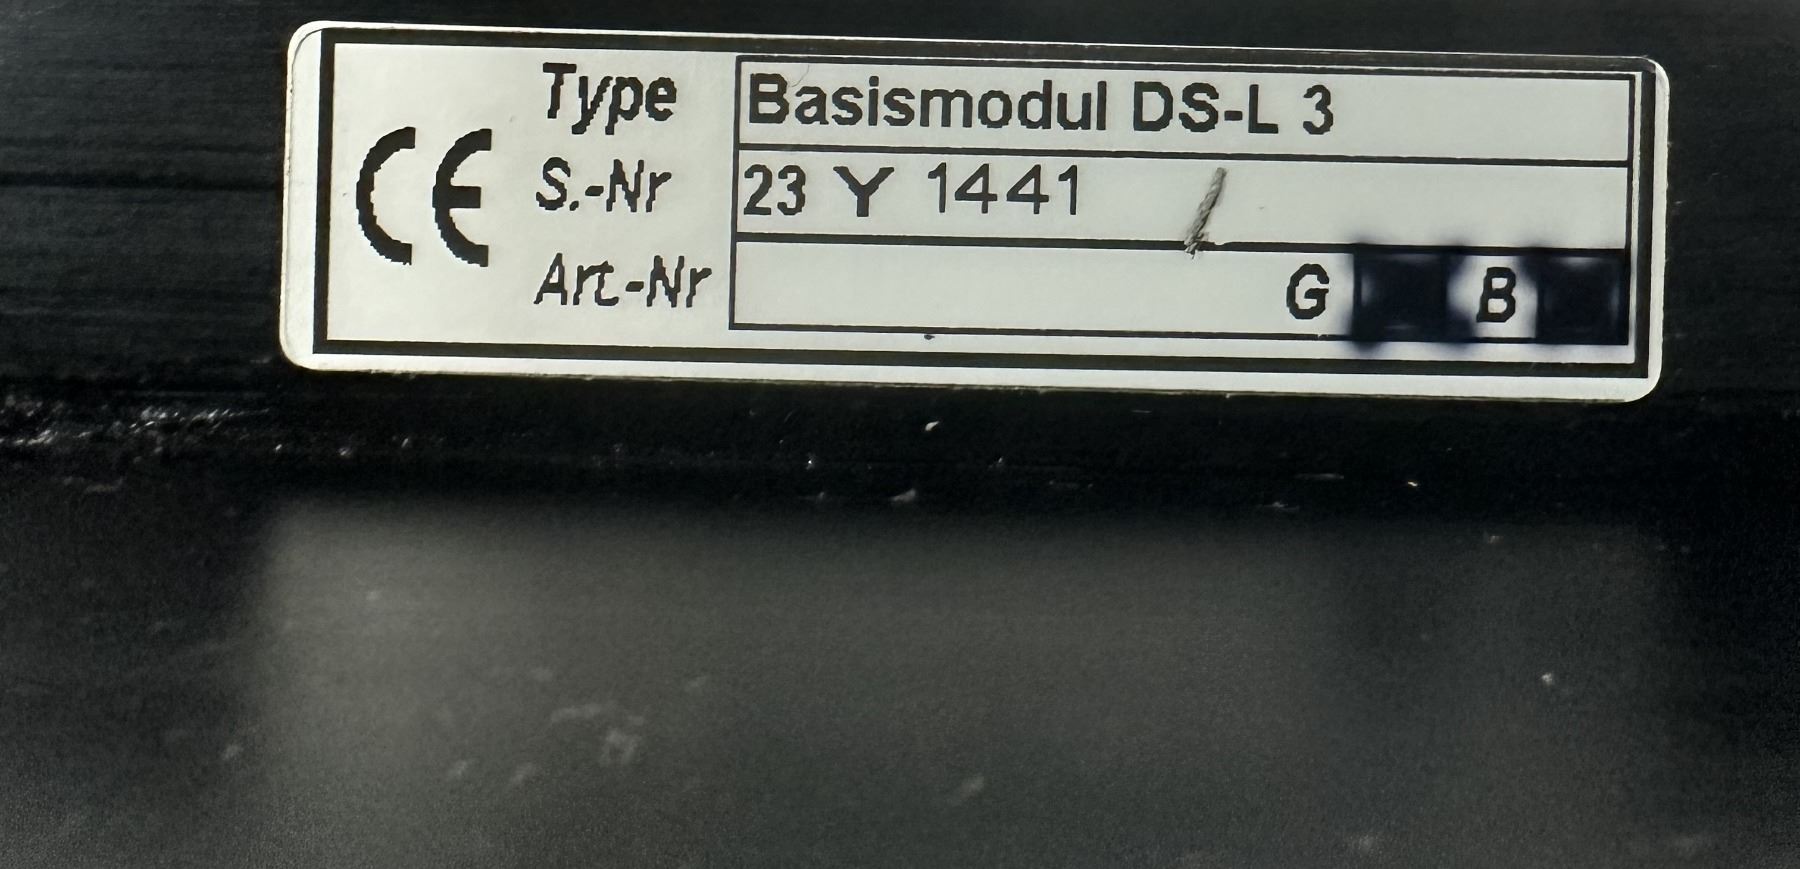 CE
Type Basismodul DS-L 3
S.-Nr 23 Y 1441
Art.-Nr G B